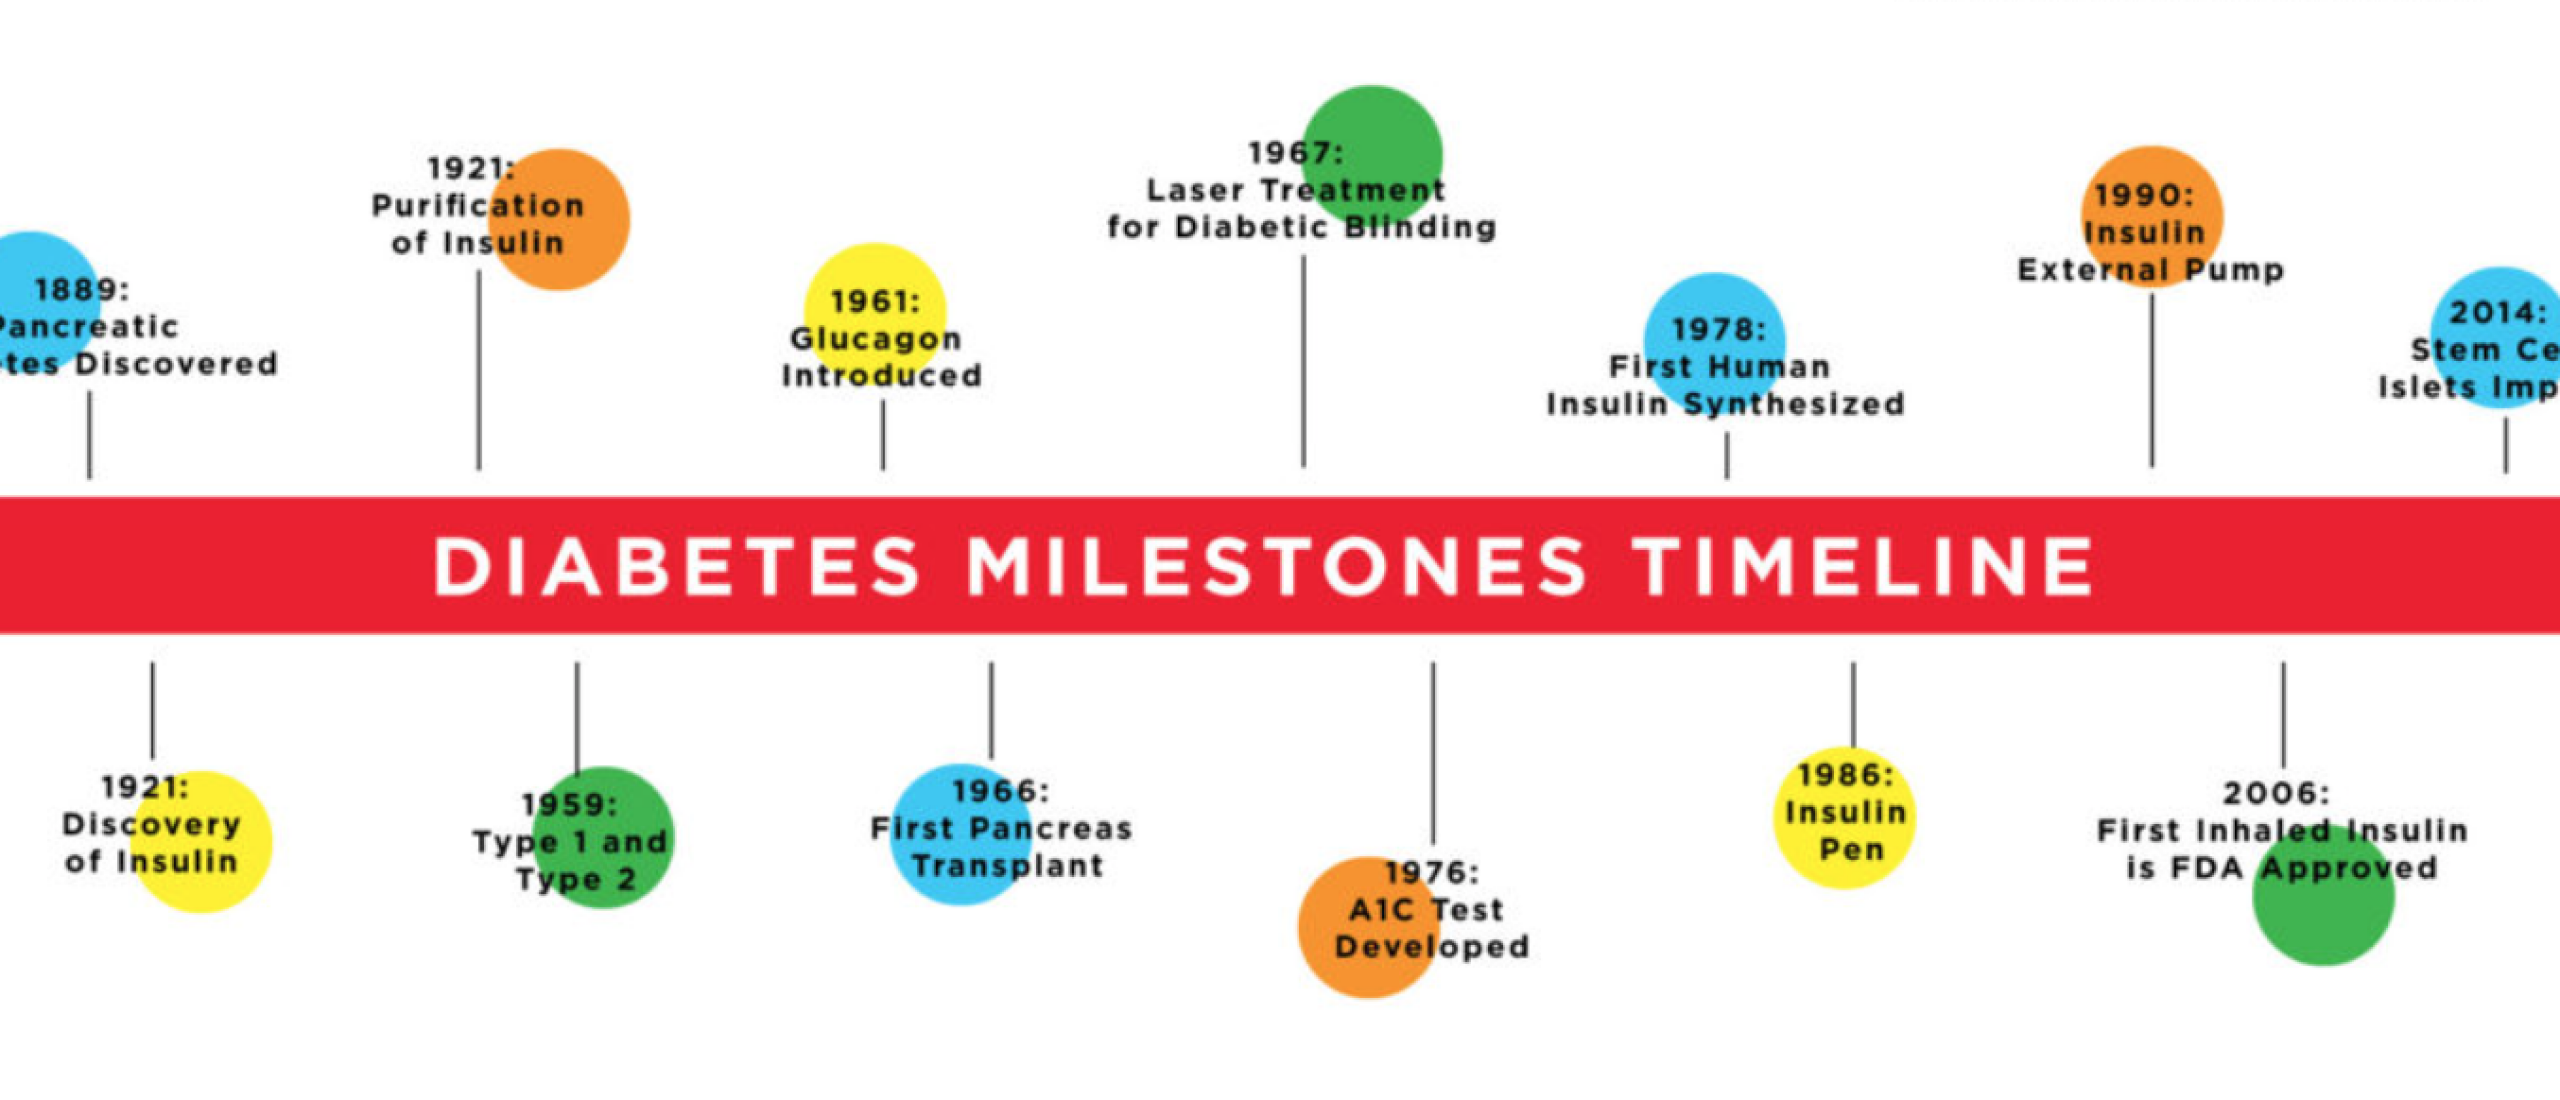 1889:
Pancreatic
tes Discovered
1921:
Purification
of Insulin
1961:
Glucagon
Introduced
1967:
Laser Treatment
for Diabetic Blinding
1978:
First Human
Insulin Synthesized
1990:
Insulin
External Pump
2014:
Stem Ce
Islets Imp
DIABETES MILESTONES TIMELINE
1921:
Discovery
of Insulin
1959:
Type 1 and
Type 2
1966:
First Pancreas
Transplant
1976:
A1C Test
Developed
1986:
Insulin
Pen
2006:
First Inhaled Insulin
is FDA Approved